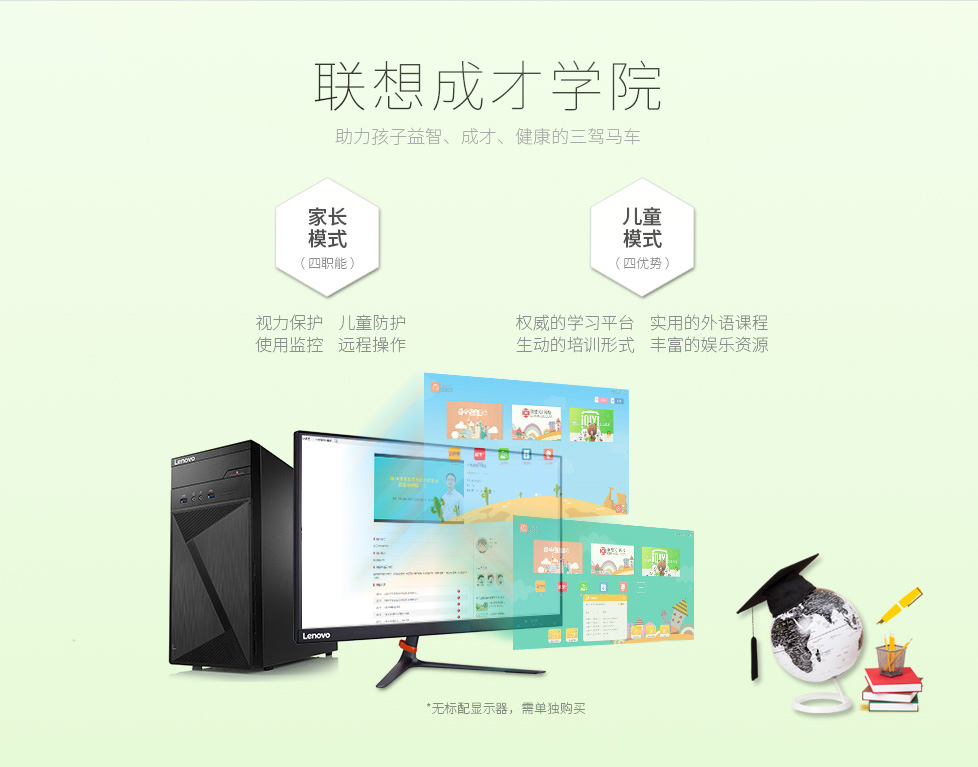 联想成才学院
助力孩子益智、成才、健康的三驾马车
家长
模式
（四职能）
儿童
模式
（四优势）
视力保护 儿童防护
使用监控 远程操作
权威的学习平台 实用的外语课程
生动的培训形式 丰富的娱乐资源
Lenovo
Lenovo
*无标配显示器，需单独购买